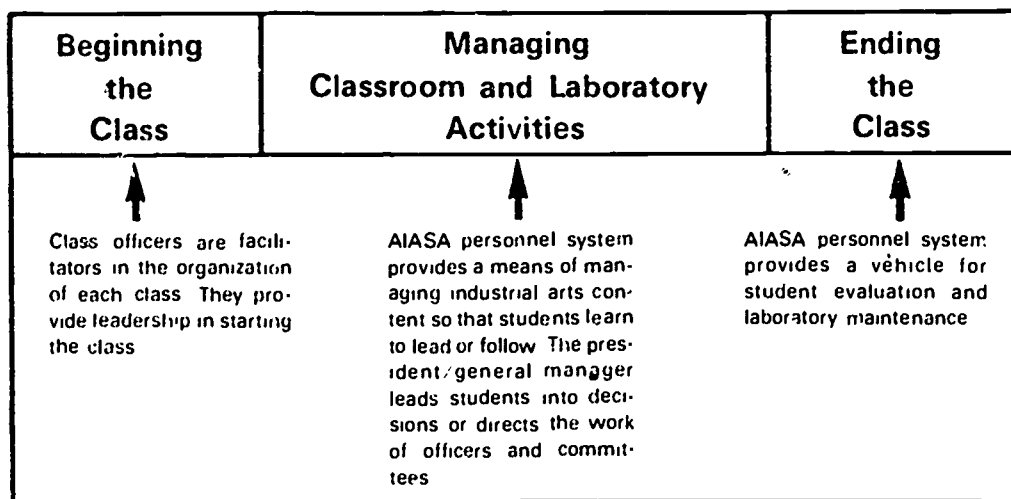 Beginning
the
Class
Managing
Classroom and Laboratory
Activities
Ending
the
Class
Class officers are facili-
tators in the organization
of each class They pro-
vide leadership in starting
the class
AIASA personnel system
provides a means of man-
aging industrial arts con-
tent so that students learn
to lead or follow The pres-
ident/general manager
leads students into deci-
sions or directs the work
of officers and commit-
tees
AIASA personnel system
provides a vehicle for
student evaluation and
laboratory maintenance